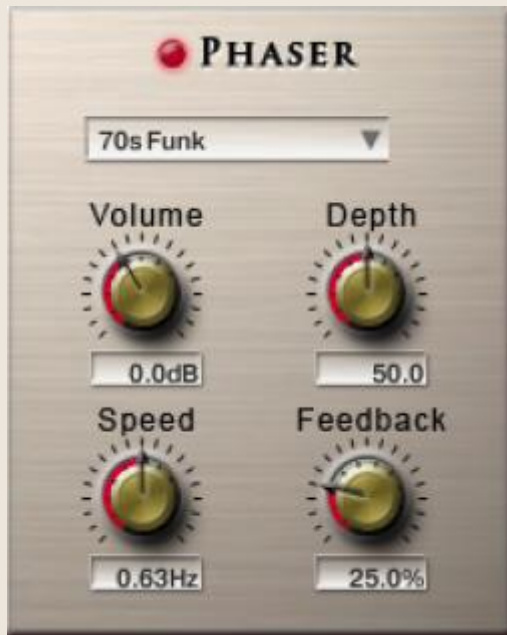 PHASER
70s Funk
Volume Depth
0.0dB 50.0
Speed Feedback
0.63Hz 25.0%